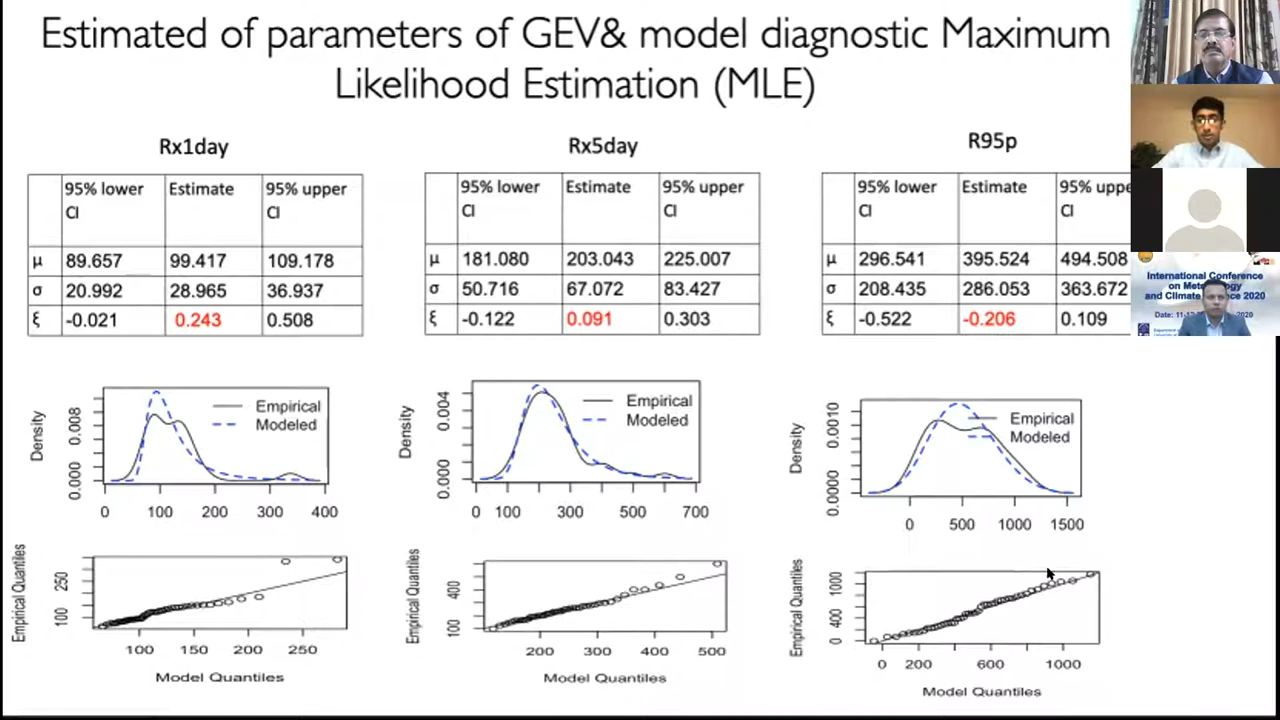 Estimated of parameters of GEV& model diagnostic Maximum
Likelihood Estimation (MLE)
Rx1day
95% lower CI Estimate 95% upper CI
μ 89.657 99.417 109.178
σ 20.992 28.965 36.937
ξ -0.021 0.243 0.508
Rx5day
95% lower CI Estimate 95% upper CI
μ 181.080 203.043 225.007
σ 50.716 67.072 83.427
ξ -0.122 0.091 0.303
R95p
95% lower CI Estimate 95% uppe
μ 296.541 395.524 494.508
σ 208.435 286.053 363.672
ξ -0.522 -0.206 0.109
Density
0.000 0.008
Empirical
Modeled
0 100 200 300 400
Density
0.000 0.004
Empirical
Modeled
0 100 300 500 700
Density
0.0000 0.0010
Empirical
Modeled
0 500 1000 1500
Empirical Quantiles
100 250
100 150 200 250
Model Quantiles
Empirical Quantiles
100 400
200 300 400 500
Model Quantiles
Empirical Quantiles
0 400 1000
0 200 600 1000
Model Quantiles
International Conference
on Mete
and Climate 2020
Date: 11-1 2020